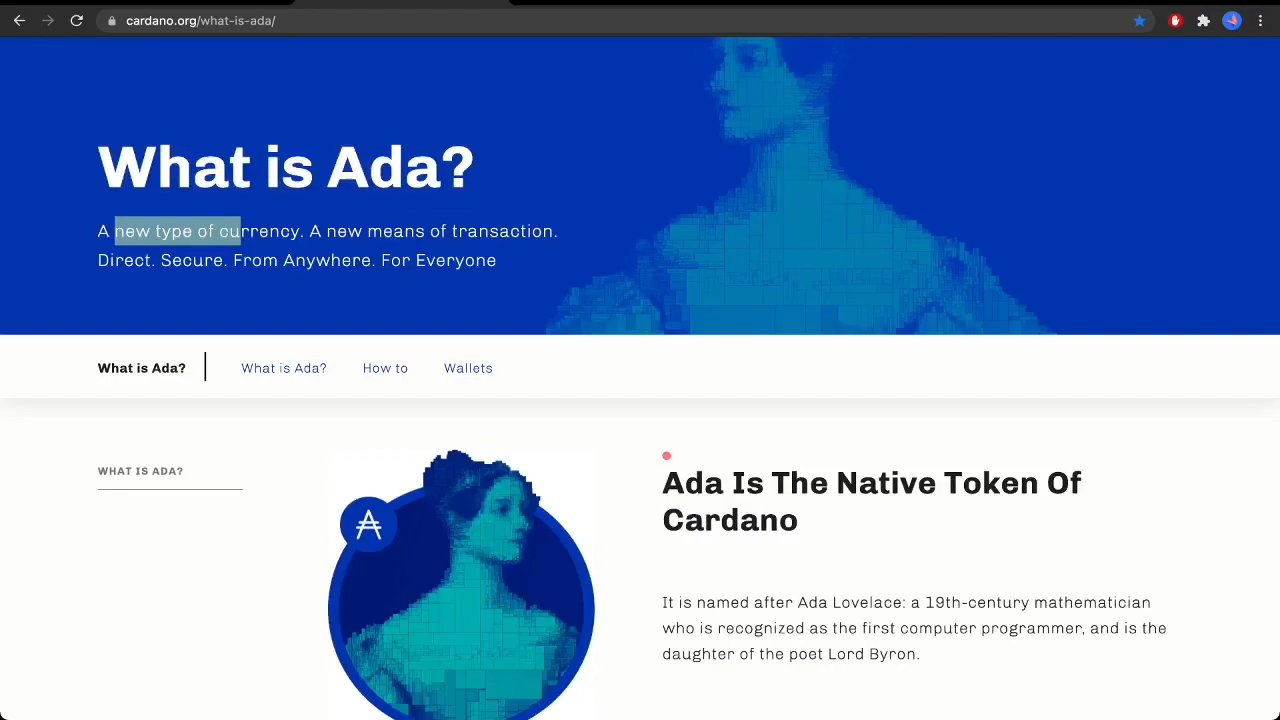 cardano.org/what-is-ada/
What is Ada?
A new type of currency. A new means of transaction.
Direct. Secure. From Anywhere. For Everyone
What is Ada?
What is Ada?
How to
Wallets
WHAT IS ADA?
Ada Is The Native Token Of
Cardano
It is named after Ada Lovelace: a 19th-century mathematician
who is recognized as the first computer programmer, and is the
daughter of the poet Lord Byron.